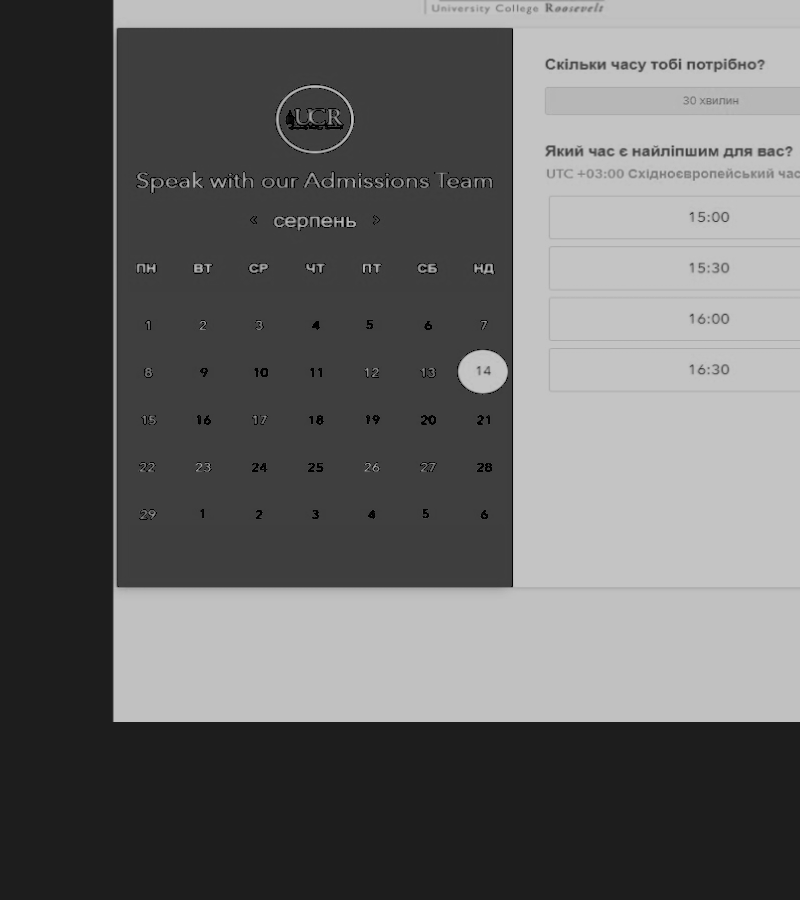 University College Roosevelt
UCR
Speak with our Admissions Team
< серпень >
ПН ВТ СР ЧТ ПТ СБ НД
1 2 3 4 5 6 7
8 9 10 11 12 13 14
15 16 17 18 19 20 21
22 23 24 25 26 27 28
29 1 2 3 4 5 6
Скільки часу тобі потрібно?
30 хвилин
Який час є найліпшим для вас?
UTC +03:00 Східноєвропейський час
15:00
15:30
16:00
16:30